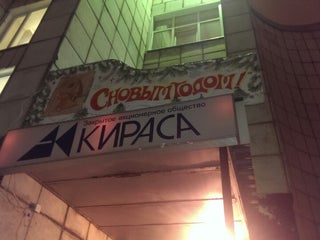 С НОВЫМ ГОДОМ!
Закрытое акционерное общество
КИРАСА